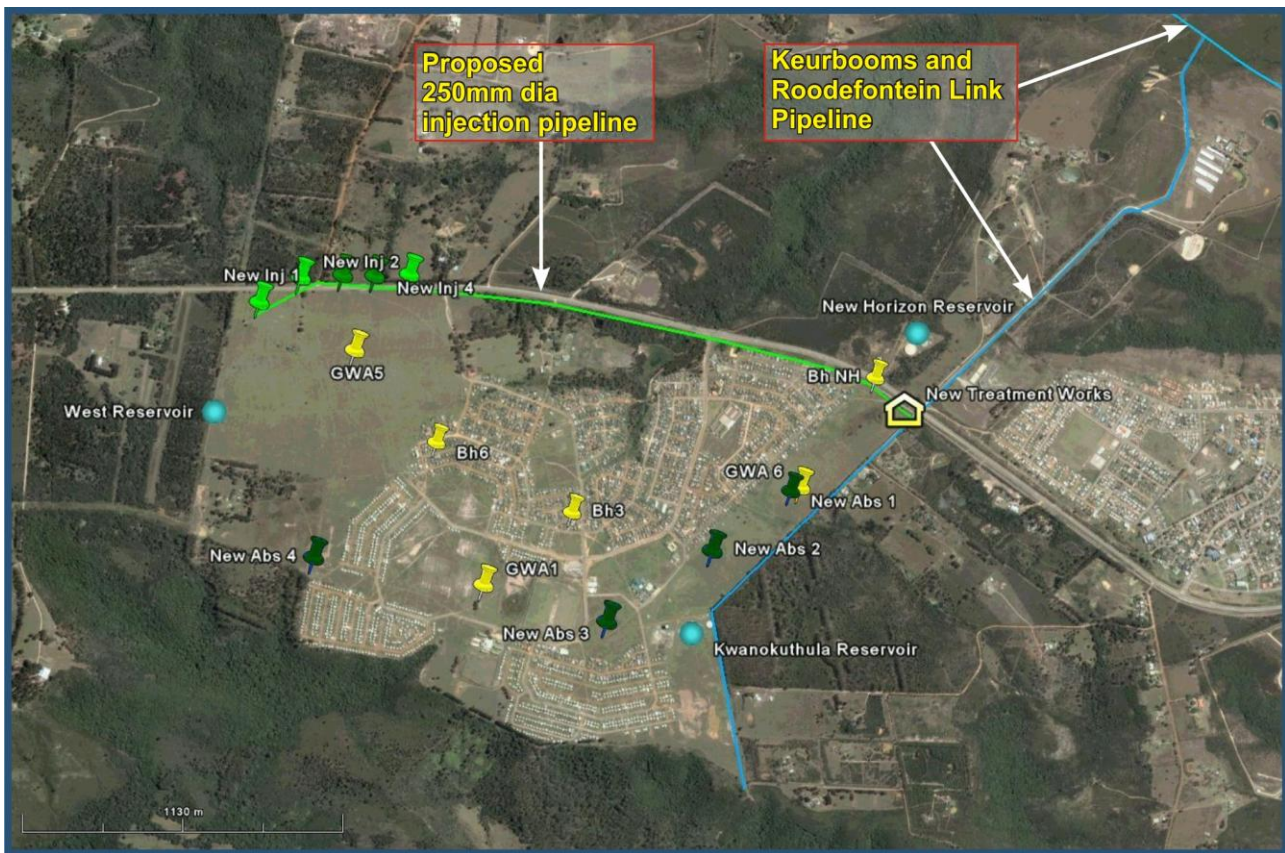 Proposed
250mm dia
injection pipeline
Keurbooms and
Roodefontein Link
Pipeline
New Inj 1
New Inj 2
New Inj 4
New Horizon Reservoir
GWA5
Bh NH
New Treatment Works
West Reservoir
Bh6
GWA 6
New Abs 1
Bh3
New Abs 2
New Abs 4
GWA1
New Abs 3
Kwanokuthula Reservoir
1130 m